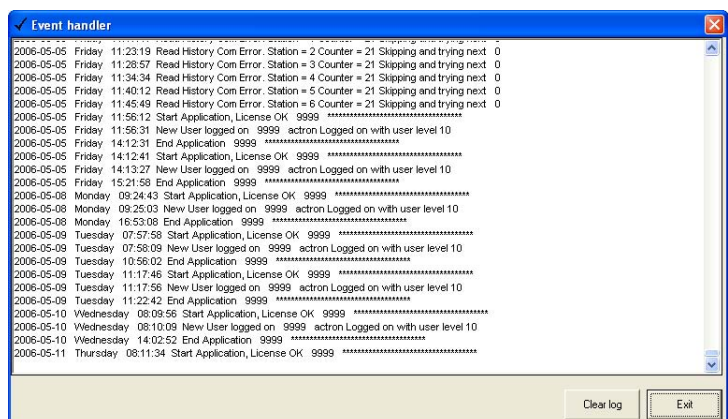 Event handler
2006-05-05 Friday 11:23:19 Read History Com Error. Station = 2 Counter = 21 Skipping and trying next 0
2006-05-05 Friday 11:28:57 Read History Com Error. Station = 3 Counter = 21 Skipping and trying next 0
2006-05-05 Friday 11:34:34 Read History Com Error. Station = 4 Counter = 21 Skipping and trying next 0
2006-05-05 Friday 11:40:12 Read History Com Error. Station = 5 Counter = 21 Skipping and trying next 0
2006-05-05 Friday 11:45:49 Read History Com Error. Station = 6 Counter = 21 Skipping and trying next 0
2006-05-05 Friday 11:56:12 Start Application, License OK 9999 ************************************
2006-05-05 Friday 11:56:31 New User logged on 9999 actron Logged on with user level 10
2006-05-05 Friday 14:12:31 End Application 9999 ************************************
2006-05-05 Friday 14:12:41 Start Application, License OK 9999 ************************************
2006-05-05 Friday 14:13:27 New User logged on 9999 actron Logged on with user level 10
2006-05-05 Friday 15:21:58 End Application 9999 ************************************
2006-05-08 Monday 09:24:43 Start Application, License OK 9999 ************************************
2006-05-08 Monday 09:25:03 New User logged on 9999 actron Logged on with user level 10
2006-05-08 Monday 16:53:08 End Application 9999 ************************************
2006-05-09 Tuesday 07:57:58 Start Application, License OK 9999 ************************************
2006-05-09 Tuesday 07:58:09 New User logged on 9999 actron Logged on with user level 10
2006-05-09 Tuesday 10:56:02 End Application 9999 ************************************
2006-05-09 Tuesday 11:17:46 Start Application, License OK 9999 ************************************
2006-05-09 Tuesday 11:17:56 New User logged on 9999 actron Logged on with user level 10
2006-05-09 Tuesday 11:22:42 End Application 9999 ************************************
2006-05-10 Wednesday 08:09:56 Start Application, License OK 9999 ************************************
2006-05-10 Wednesday 08:10:09 New User logged on 9999 actron Logged on with user level 10
2006-05-10 Wednesday 14:02:52 End Application 9999 ************************************
2006-05-11 Thursday 08:11:34 Start Application, License OK 9999 ************************************
Clear log
Exit